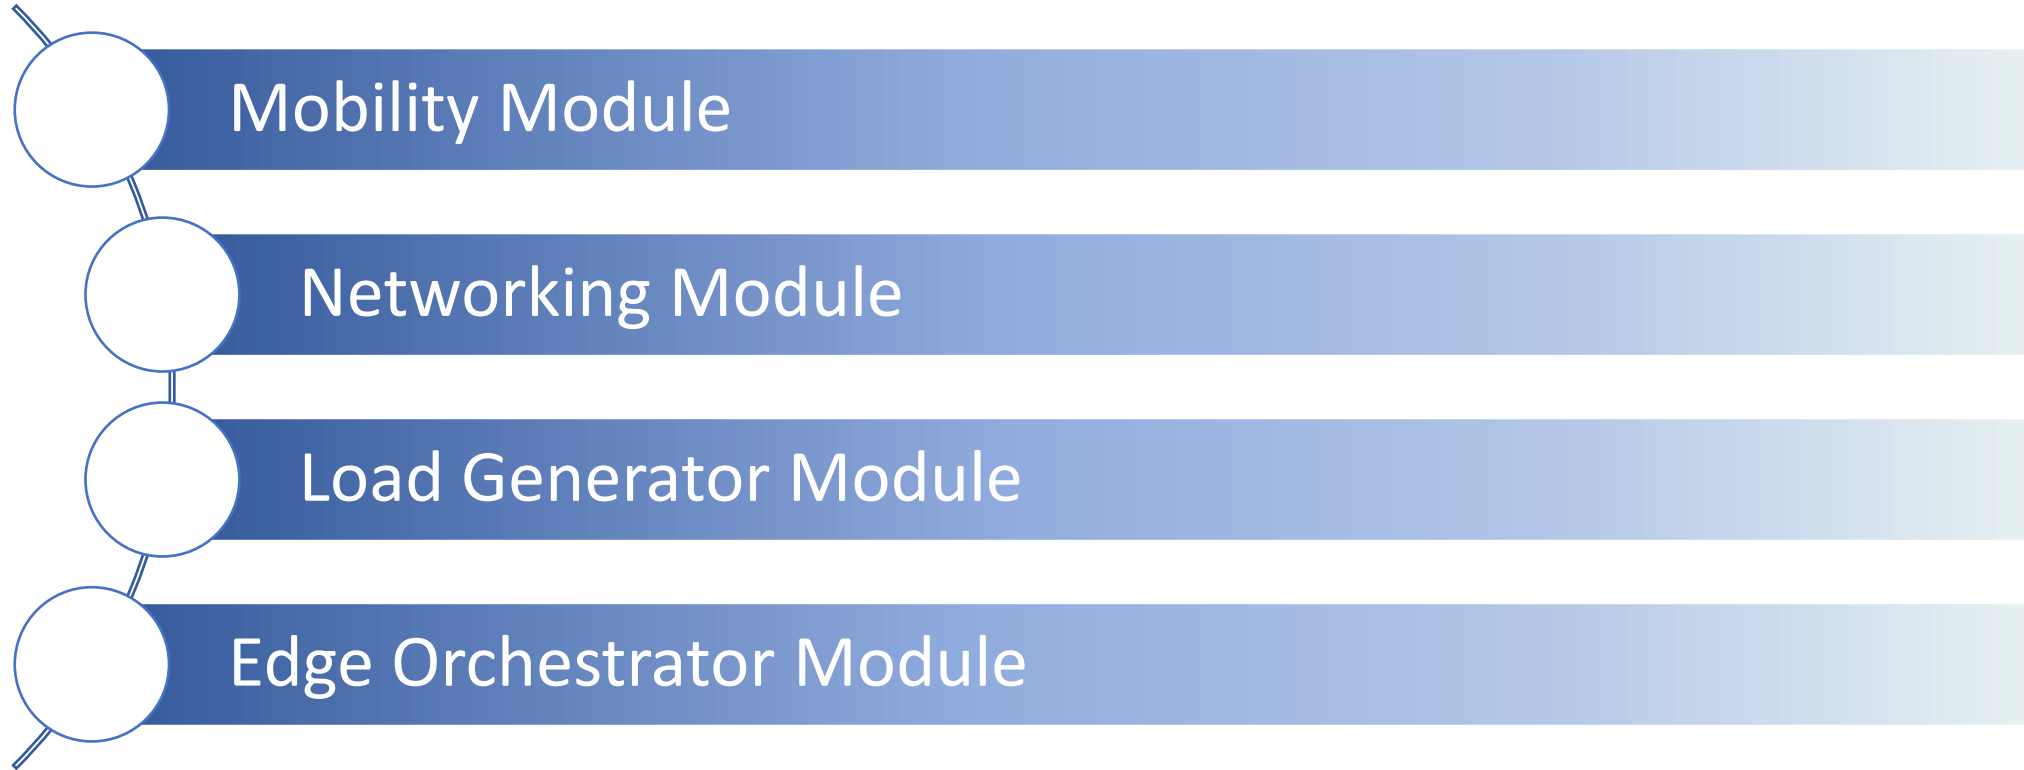 Mobility Module
Networking Module
Load Generator Module
Edge Orchestrator Module